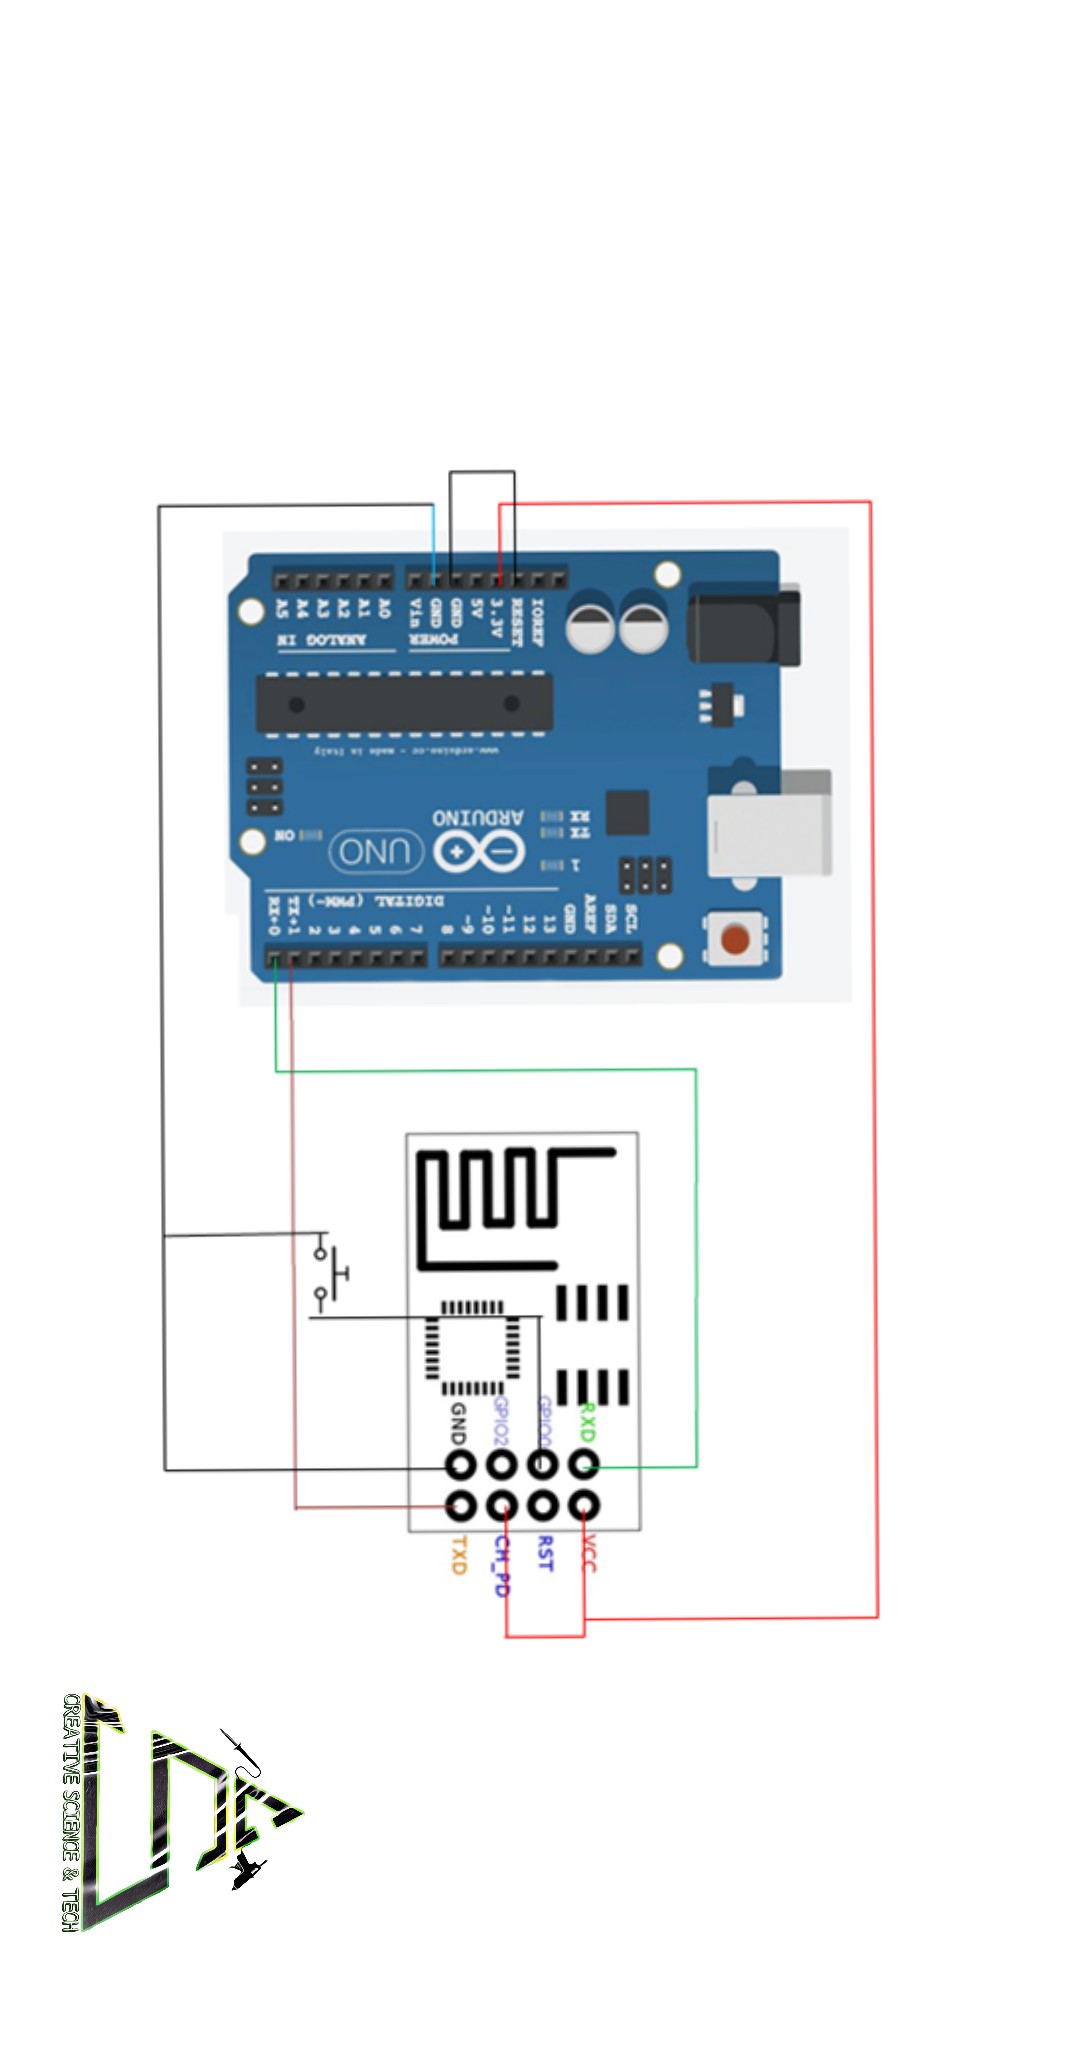 A5
A4
A3
A2
A1
A0
Vin
GND
GND
5V
3.3V
RESET
IOREF
ANALOG IN
POWER
www.arduino.cc - made in Italy
ON
UNO
ARDUINO
RX
TX
1
DIGITAL (PWM~)
RX+0
TX+1
2
3
4
5
6
7
8
~9
~10
~11
12
13
GND
AREF
SDA
SCL
GND
GPIO2
GPIO0
RXD
TXD
CH_PD
RST
VCC
CREATIVE SCIENCE & TECH